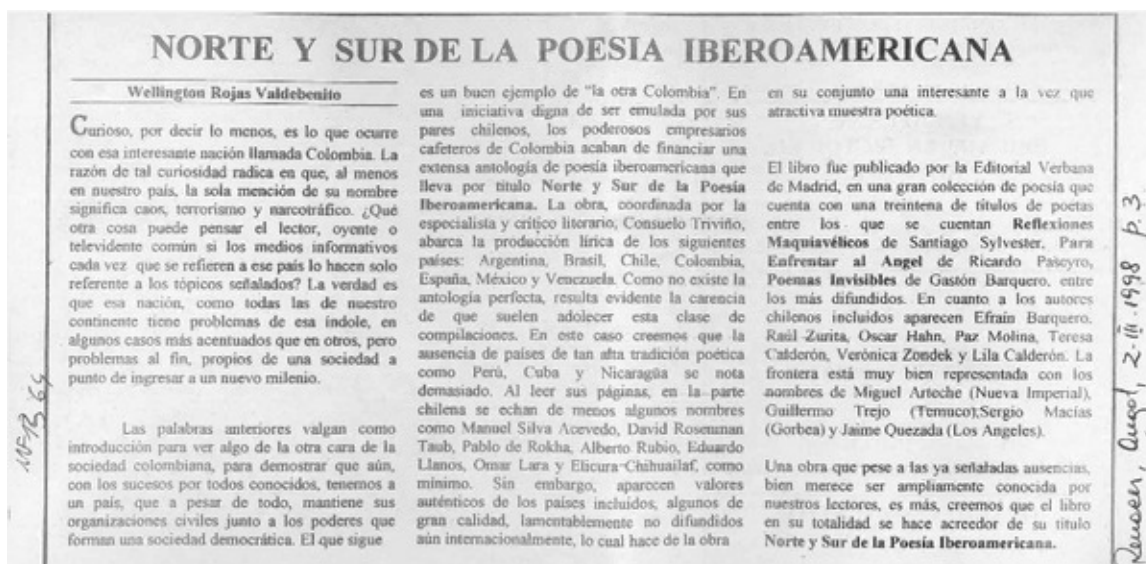 NORTE Y SUR DE LA POESIA IBEROAMERICANA
Wellington Rojas Valdebenito
Curioso, por decir lo menos, es lo que ocurre
con esa interesante nación llamada Colombia. La
razón de tal curiosidad radica en que, al menos
en nuestro país, la sola mención de su nombre
significa caos, terrorismo y narcotráfico. ¿Qué
otra cosa puede pensar el lector, oyente o
televidente común si los medios informativos
cada vez que se refieren a ese país lo hacen solo
referente a los tópicos señalados? La verdad es
que esa nación, como todas las de nuestro
continente tiene problemas de esa índole, en
algunos casos más acentuados que en otros, pero
problemas al fin, propios de una sociedad a
punto de ingresar a un nuevo milenio.
Las palabras anteriores valgan como
introducción para ver algo de la otra cara de la
sociedad colombiana, para demostrar que aún,
con los sucesos por todos conocidos, tenemos a
un país, que a pesar de todo, mantiene sus
organizaciones civiles junto a los poderes que
forman una sociedad democrática. El que sigue
es un buen ejemplo de "la otra Colombia". En
una iniciativa digna de ser emulada por sus
pares chilenos, los poderosos empresarios
cafeteros de Colombia acaban de financiar una
extensa antología de poesía iberoamericana que
lleva por título Norte y Sur de la Poesía
Iberoamericana. La obra, coordinada por la
especialista y crítico literario, Consuelo Triviño,
abarca la producción lírica de los siguientes
países: Argentina, Brasil, Chile, Colombia,
España, México y Venezuela. Como no existe la
antología perfecta, resulta evidente la carencia
de que suelen adolecer esta clase de
compilaciones. En este caso creemos que la
ausencia de países de tan alta tradición poética
como Perú, Cuba y Nicaragüa se nota
demasiado. Al leer sus páginas, en la parte
chilena se echan de menos algunos nombres
como Manuel Silva Acevedo, David Rosenman
Taub, Pablo de Rokha, Alberto Rubio, Eduardo
Llanos, Omar Lara y Elicura Chihuailaf, como
mínimo. Sin embargo, aparecen valores
auténticos de los países incluidos, algunos de
gran calidad, lamentablemente no difundidos
aún internacionalmente, lo cual hace de la obra
en su conjunto una interesante a la vez que
atractiva muestra poética.
El libro fue publicado por la Editorial Verbana
de Madrid, en una gran colección de poesía que
cuenta con una treintena de títulos de poetas
entre los que se cuentan Reflexiones
Maquiavélicos de Santiago Sylvester, Para
Enfrentar al Angel de Ricardo Paseyro,
Poemas Invisibles de Gastón Barquero, entre
los más difundidos. En cuanto a los autores
chilenos incluidos aparecen Efraín Barquero,
Raúl Zurita, Oscar Hahn, Paz Molina, Teresa
Calderón, Verónica Zondek y Lila Calderón. La
frontera está muy bien representada con los
nombres de Miguel Arteche (Nueva Imperial),
Guillermo Trejo (Temuco),Sergio Macías
(Gorbea) y Jaime Quezada (Los Angeles).
Una obra que pese a las ya señaladas ausencias,
bien merece ser ampliamente conocida por
nuestros lectores, es más, creemos que el libro
en su totalidad se hace acreedor de su título
Norte y Sur de la Poesía Iberoamericana.
Renacer, Angol, 2-III-1998 p 3